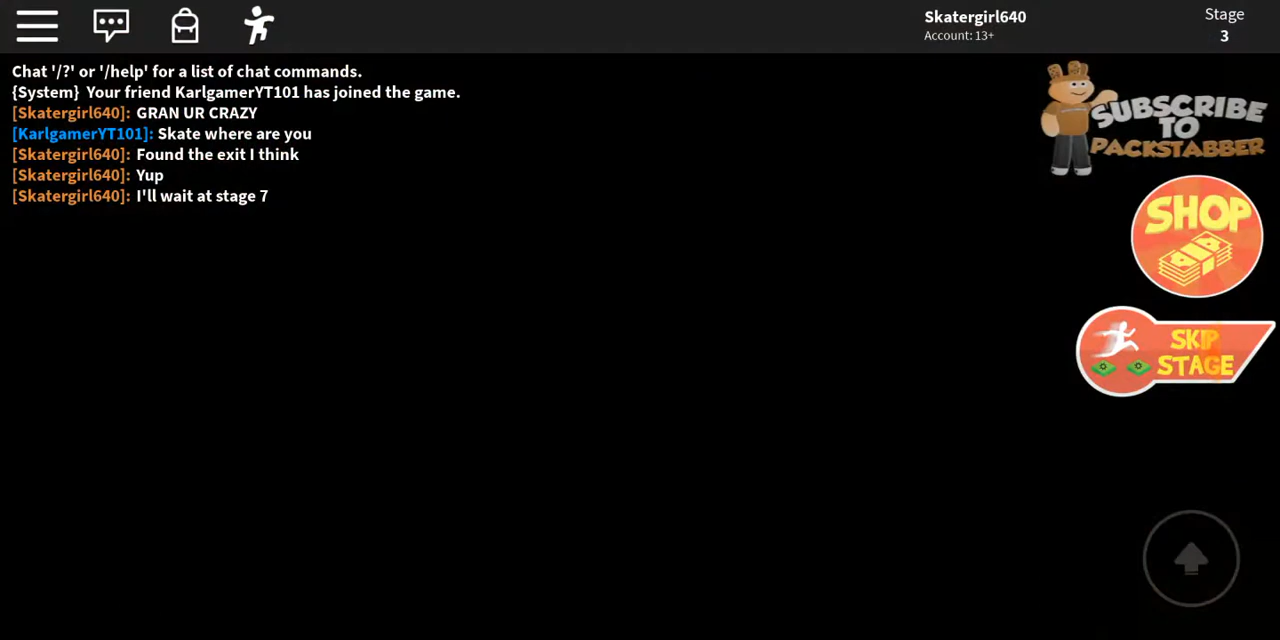 Skatergirl640
Account: 13+
Stage
3
Chat '/?' or '/help' for a list of chat commands.
{System} Your friend KarlgamerYT101 has joined the game.
[Skatergirl640]: GRAN UR CRAZY
[KarlgamerYT101]: Skate where are you
[Skatergirl640]: Found the exit I think
[Skatergirl640]: Yup
[Skatergirl640]: I'll wait at stage 7
SUBSCRIBE
TO
PACKSTABBER
SHOP
SKIP
STAGE